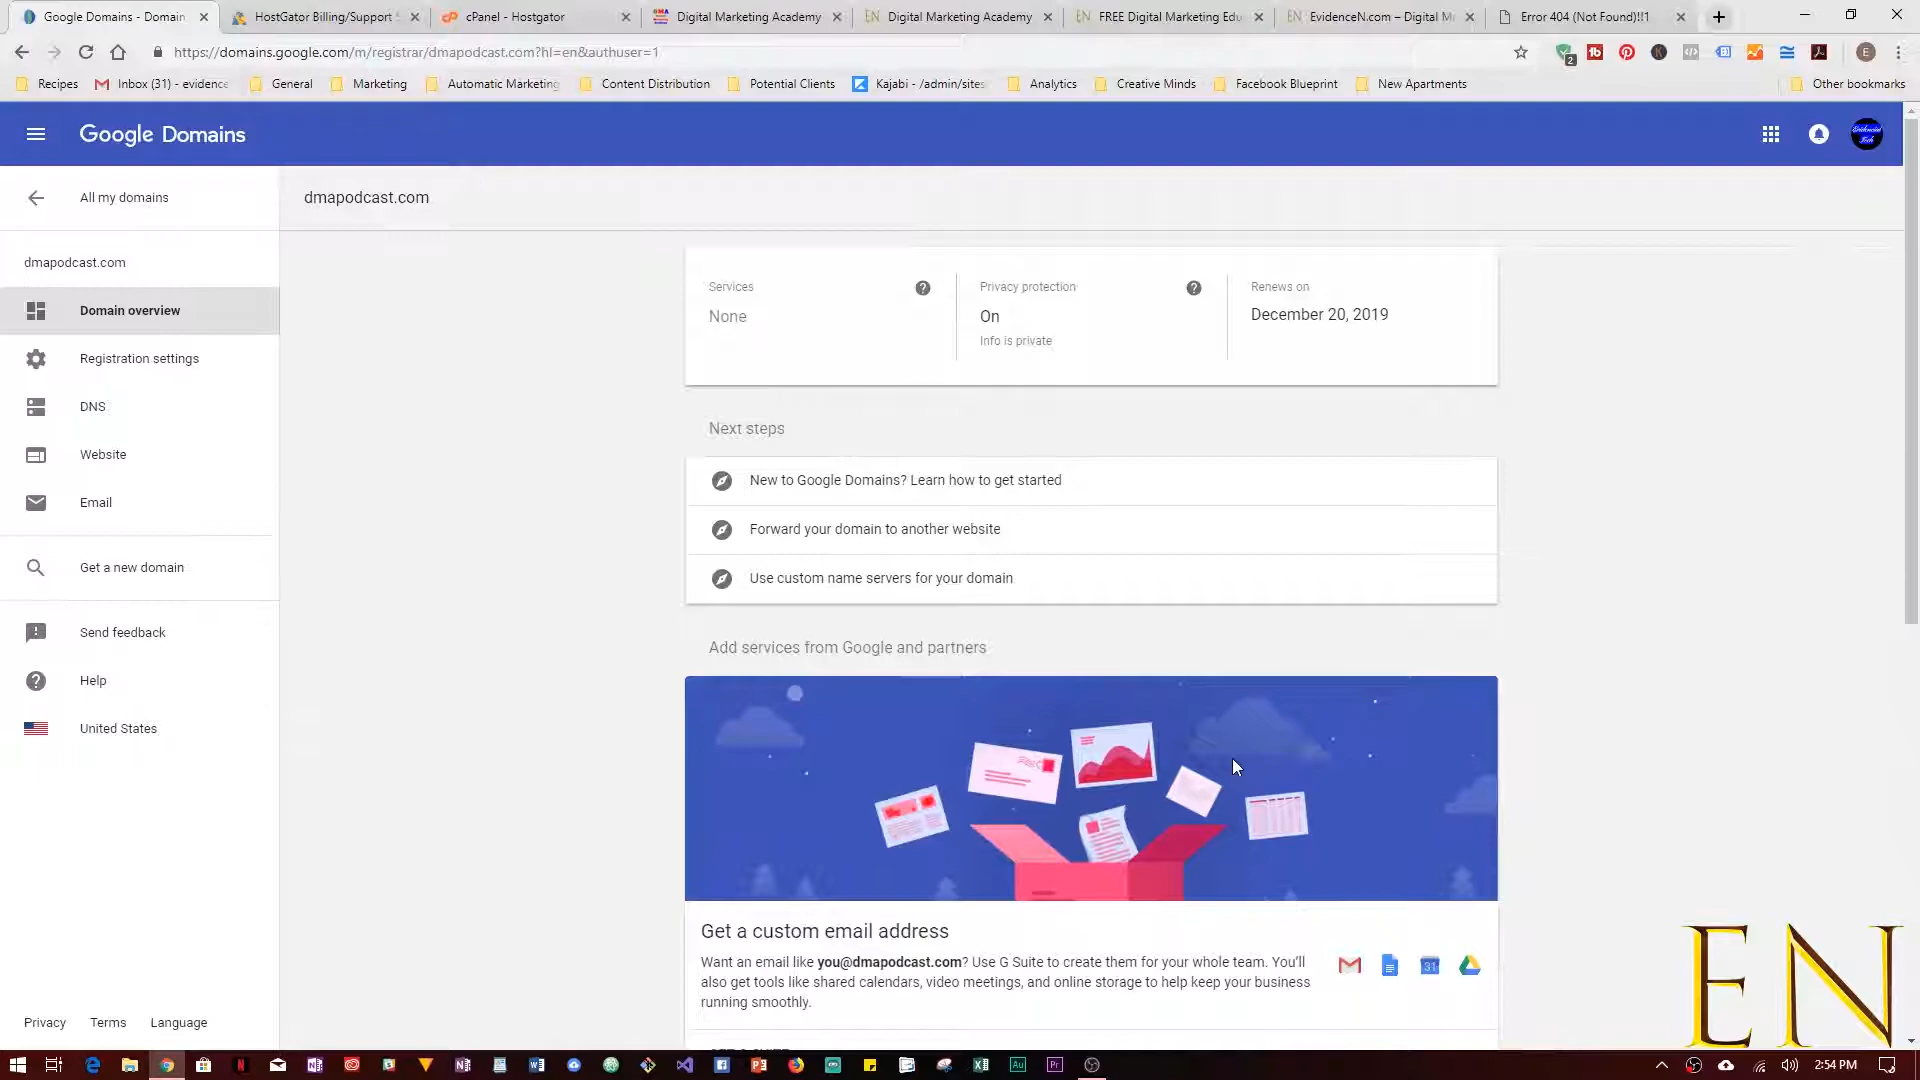 Google Domains - Domain
HostGator Billing/Support
cPanel - Hostgator
Digital Marketing Academy
Digital Marketing Academy
FREE Digital Marketing Edu
EvidenceN.com – Digital M
Error 404 (Not Found)!!1
https://domains.google.com/m/registrar/dmapodcast.com?hl=en&authuser=1
2
E
Recipes
Inbox (31) - evidence
General
Marketing
Automatic Marketing
Content Distribution
Potential Clients
Kajabi - /admin/sites
Analytics
Creative Minds
Facebook Blueprint
New Apartments
Other bookmarks
Google Domains
All my domains
dmapodcast.com
dmapodcast.com
Domain overview
Registration settings
DNS
Website
Email
Get a new domain
Send feedback
Help
United States
Privacy
Terms
Language
Services
None
Privacy protection
On
Info is private
Renews on
December 20, 2019
Next steps
New to Google Domains? Learn how to get started
Forward your domain to another website
Use custom name servers for your domain
Add services from Google and partners
Get a custom email address
Want an email like you@dmapodcast.com? Use G Suite to create them for your whole team. You'll
also get tools like shared calendars, video meetings, and online storage to help keep your business
running smoothly.
31
EN
2:54 PM